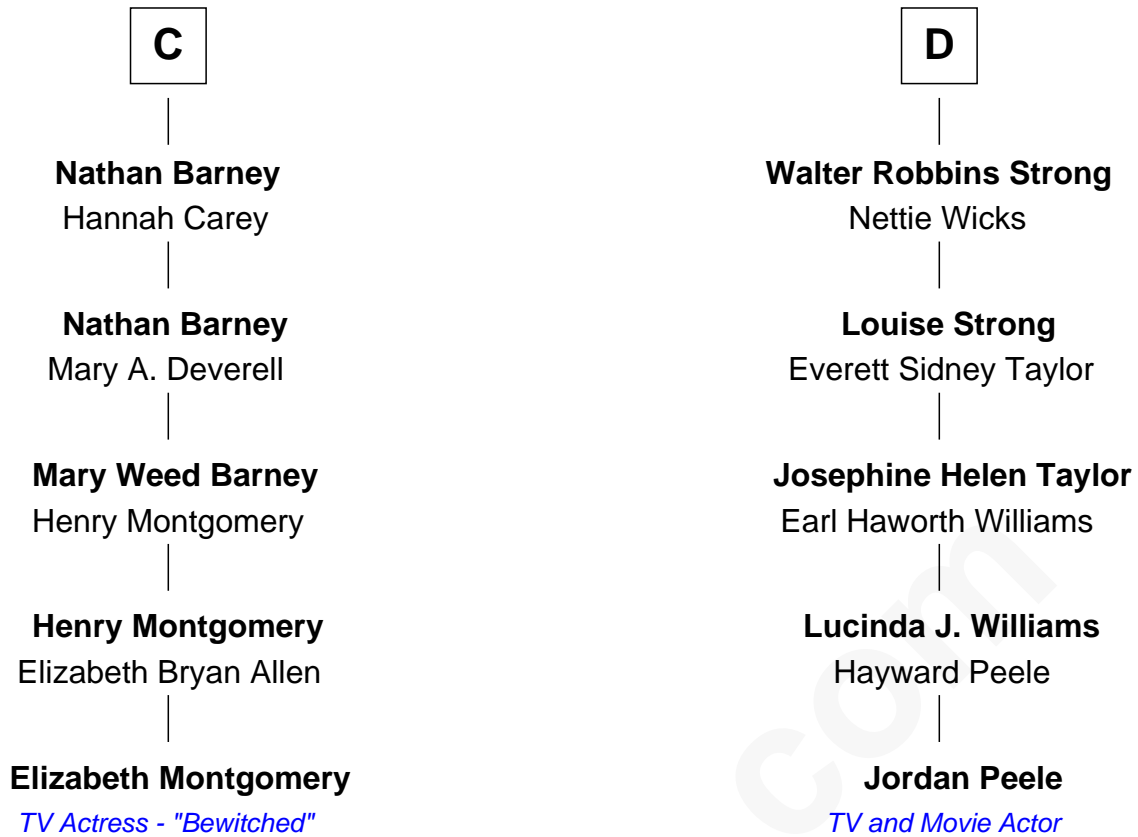 C
Nathan Barney
Hannah Carey
Nathan Barney
Mary A. Deverell
Mary Weed Barney
Henry Montgomery
Henry Montgomery
Elizabeth Bryan Allen
Elizabeth Montgomery
TV Actress - "Bewitched"
D
Walter Robbins Strong
Nettie Wicks
Louise Strong
Everett Sidney Taylor
Josephine Helen Taylor
Earl Haworth Williams
Lucinda J. Williams
Hayward Peele
Jordan Peele
TV and Movie Actor
com